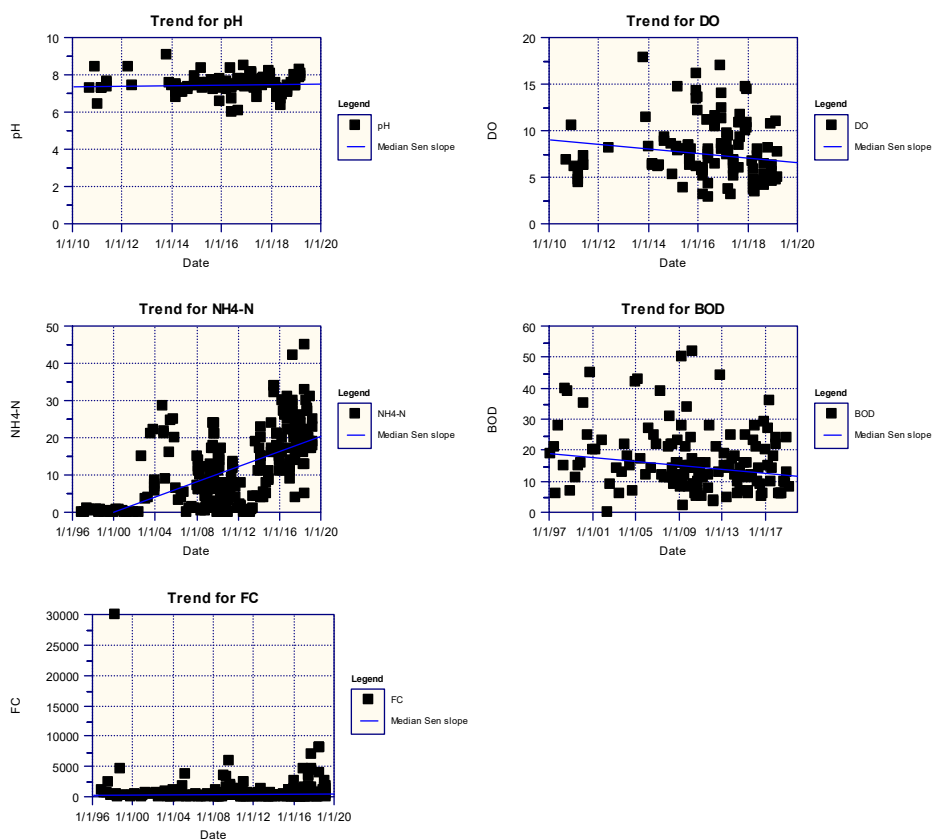 Trend for pH
10
8
6
4
2
0
pH
1/1/10 1/1/12 1/1/14 1/1/16 1/1/18 1/1/20
Date
Legend
pH
Median Sen slope
Trend for DO
20
15
10
5
0
DO
1/1/10 1/1/12 1/1/14 1/1/16 1/1/18 1/1/20
Date
Legend
DO
Median Sen slope
Trend for NH4-N
50
40
30
20
10
0
NH4-N
1/1/96 1/1/00 1/1/04 1/1/08 1/1/12 1/1/16 1/1/20
Date
Legend
NH4-N
Median Sen slope
Trend for BOD
60
50
40
30
20
10
0
BOD
1/1/97 1/1/01 1/1/05 1/1/09 1/1/13 1/1/17
Date
Legend
BOD
Median Sen slope
Trend for FC
30000
25000
20000
15000
10000
5000
0
FC
1/1/96 1/1/00 1/1/04 1/1/08 1/1/12 1/1/16 1/1/20
Date
Legend
FC
Median Sen slope